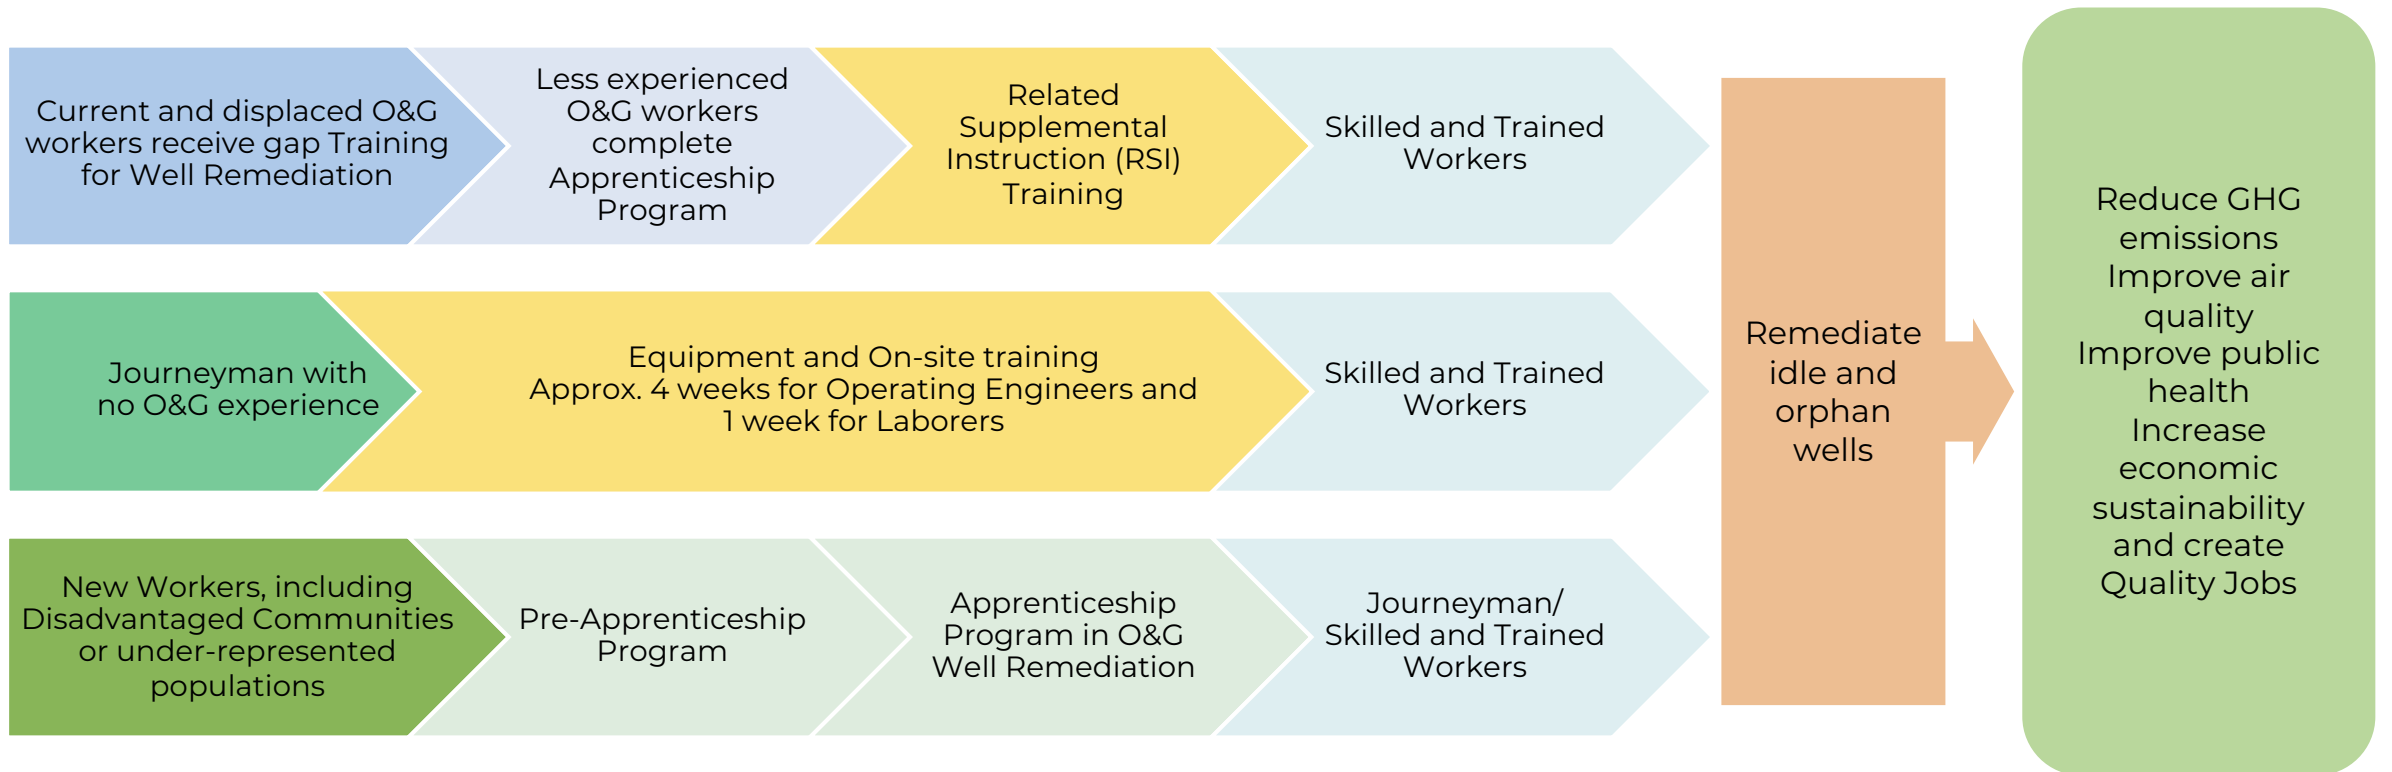 Current and displaced O&G
workers receive gap Training
for Well Remediation
Less experienced
O&G workers
complete
Apprenticeship
Program
Related
Supplemental
Instruction (RSI)
Training
Skilled and Trained
Workers
Journeyman with
no O&G experience
Equipment and On-site training
Approx. 4 weeks for Operating Engineers and
1 week for Laborers
Skilled and Trained
Workers
New Workers, including
Disadvantaged Communities
or under-represented
populations
Pre-Apprenticeship
Program
Apprenticeship
Program in O&G
Well Remediation
Journeyman/
Skilled and Trained
Workers
Remediate
idle and
orphan
wells
Reduce GHG
emissions
Improve air
quality
Improve public
health
Increase
economic
sustainability
and create
Quality Jobs